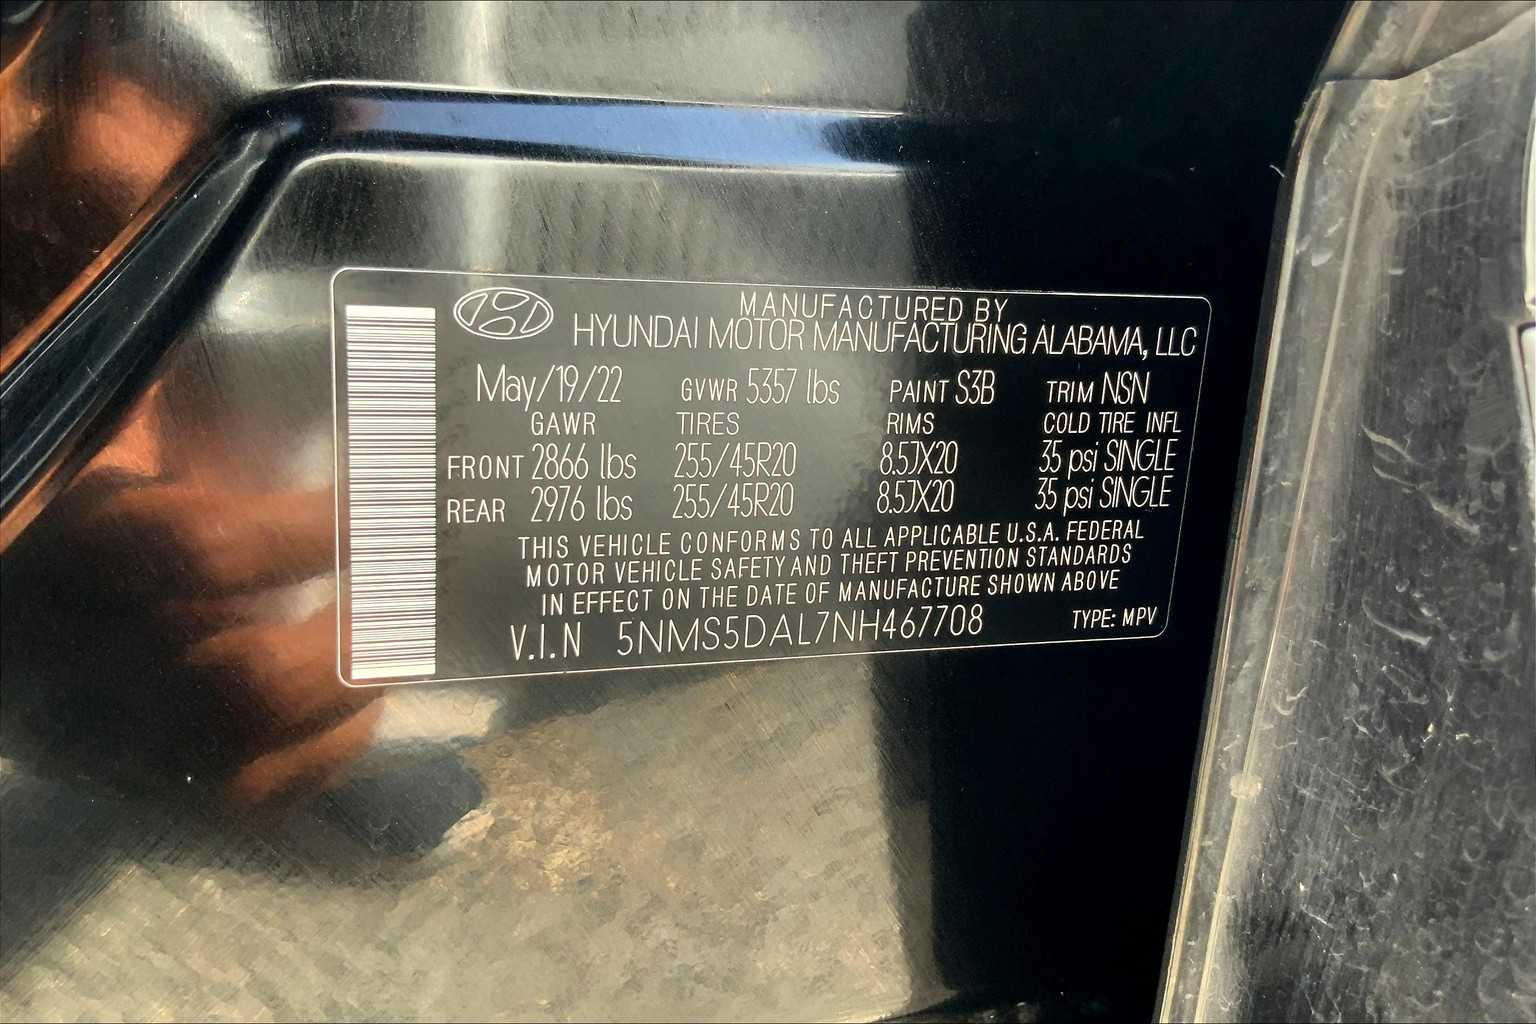 MANUFACTURED BY
HYUNDAI MOTOR MANUFACTURING ALABAMA, LLC
May/19/22 GVWR 5357 lbs PAINT S3B TRIM NSN
GAWR TIRES RIMS COLD TIRE INFL
FRONT 2866 lbs 255/45R20 8.5JX20 35 psi SINGLE
REAR 2976 lbs 255/45R20 8.5JX20 35 psi SINGLE
THIS VEHICLE CONFORMS TO ALL APPLICABLE U.S.A. FEDERAL
MOTOR VEHICLE SAFETY AND THEFT PREVENTION STANDARDS
IN EFFECT ON THE DATE OF MANUFACTURE SHOWN ABOVE
V.I.N 5NMS5DAL7NH467708 TYPE: MPV